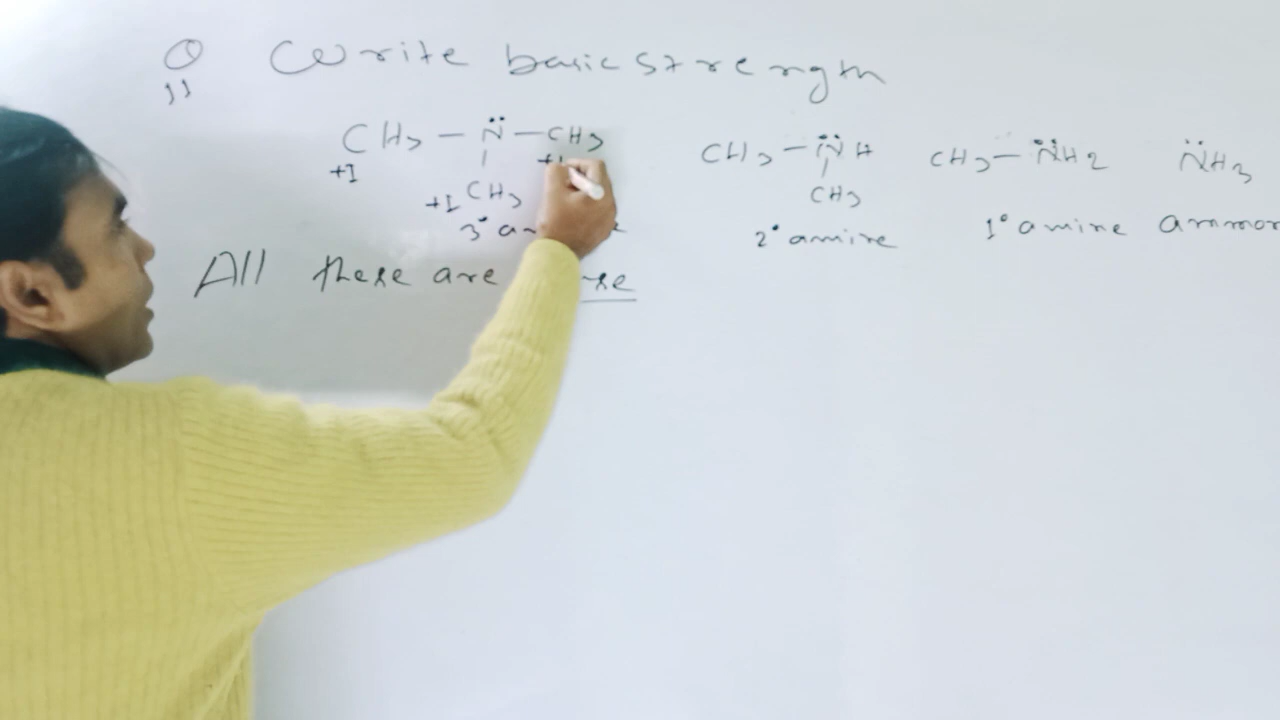 Q Write basic strength
CH3 - N̈ - CH3 CH3 - N̈H CH3 - N̈H2 N̈H3
+I +I
+I CH3 CH3
3° 2° amine 1° amine ammon
All these are